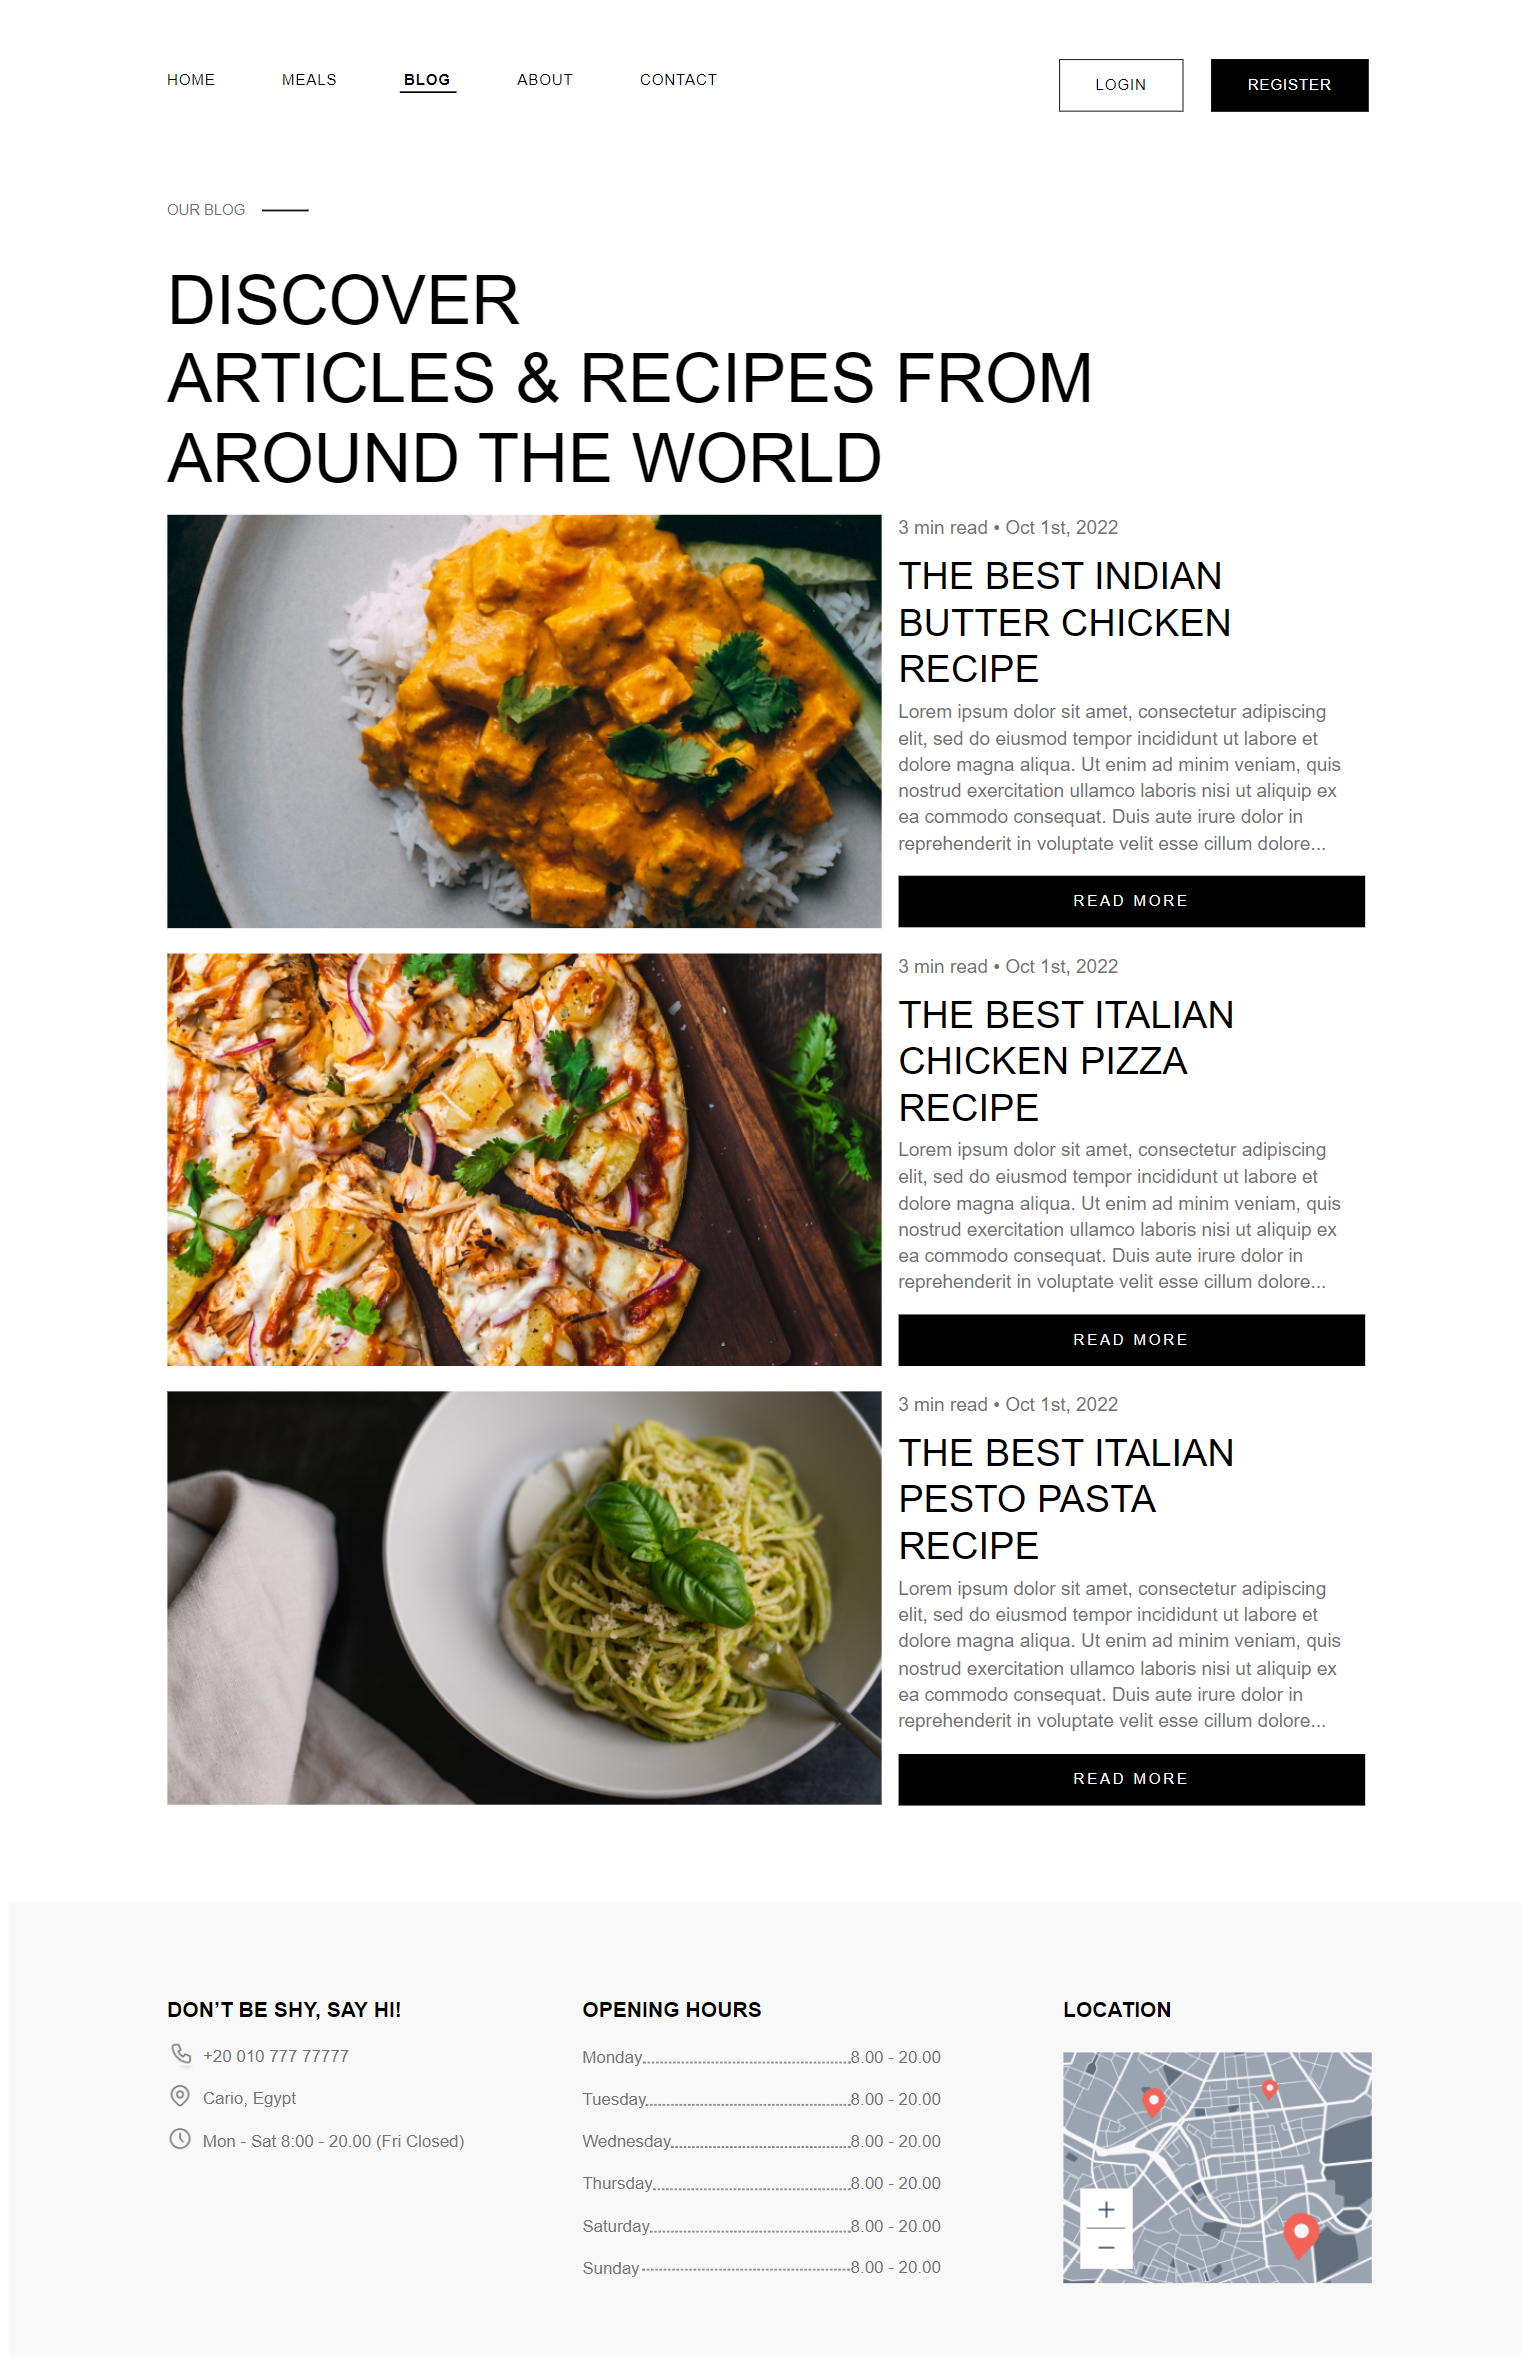 HOME MEALS BLOG ABOUT CONTACT LOGIN REGISTER
OUR BLOG
DISCOVER
ARTICLES & RECIPES FROM
AROUND THE WORLD
3 min read • Oct 1st, 2022
THE BEST INDIAN
BUTTER CHICKEN
RECIPE
Lorem ipsum dolor sit amet, consectetur adipiscing
elit, sed do eiusmod tempor incididunt ut labore et
dolore magna aliqua. Ut enim ad minim veniam, quis
nostrud exercitation ullamco laboris nisi ut aliquip ex
ea commodo consequat. Duis aute irure dolor in
reprehenderit in voluptate velit esse cillum dolore...
READ MORE
3 min read • Oct 1st, 2022
THE BEST ITALIAN
CHICKEN PIZZA
RECIPE
Lorem ipsum dolor sit amet, consectetur adipiscing
elit, sed do eiusmod tempor incididunt ut labore et
dolore magna aliqua. Ut enim ad minim veniam, quis
nostrud exercitation ullamco laboris nisi ut aliquip ex
ea commodo consequat. Duis aute irure dolor in
reprehenderit in voluptate velit esse cillum dolore...
READ MORE
3 min read • Oct 1st, 2022
THE BEST ITALIAN
PESTO PASTA
RECIPE
Lorem ipsum dolor sit amet, consectetur adipiscing
elit, sed do eiusmod tempor incididunt ut labore et
dolore magna aliqua. Ut enim ad minim veniam, quis
nostrud exercitation ullamco laboris nisi ut aliquip ex
ea commodo consequat. Duis aute irure dolor in
reprehenderit in voluptate velit esse cillum dolore...
READ MORE
DON’T BE SHY, SAY HI!
+20 010 777 77777
Cario, Egypt
Mon - Sat 8:00 - 20.00 (Fri Closed)
OPENING HOURS
Monday 8.00 - 20.00
Tuesday 8.00 - 20.00
Wednesday 8.00 - 20.00
Thursday 8.00 - 20.00
Saturday 8.00 - 20.00
Sunday 8.00 - 20.00
LOCATION
+
−